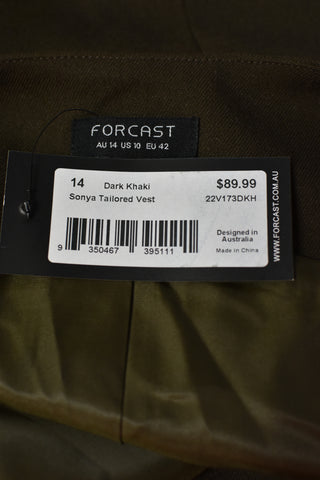 FORCAST
AU 14 US 10 EU 42
14 Dark Khaki $89.99
Sonya Tailored Vest 22V173DKH
Designed in
Australia
Made in China
9 350467 395111
WWW.FORCAST.COM.AU